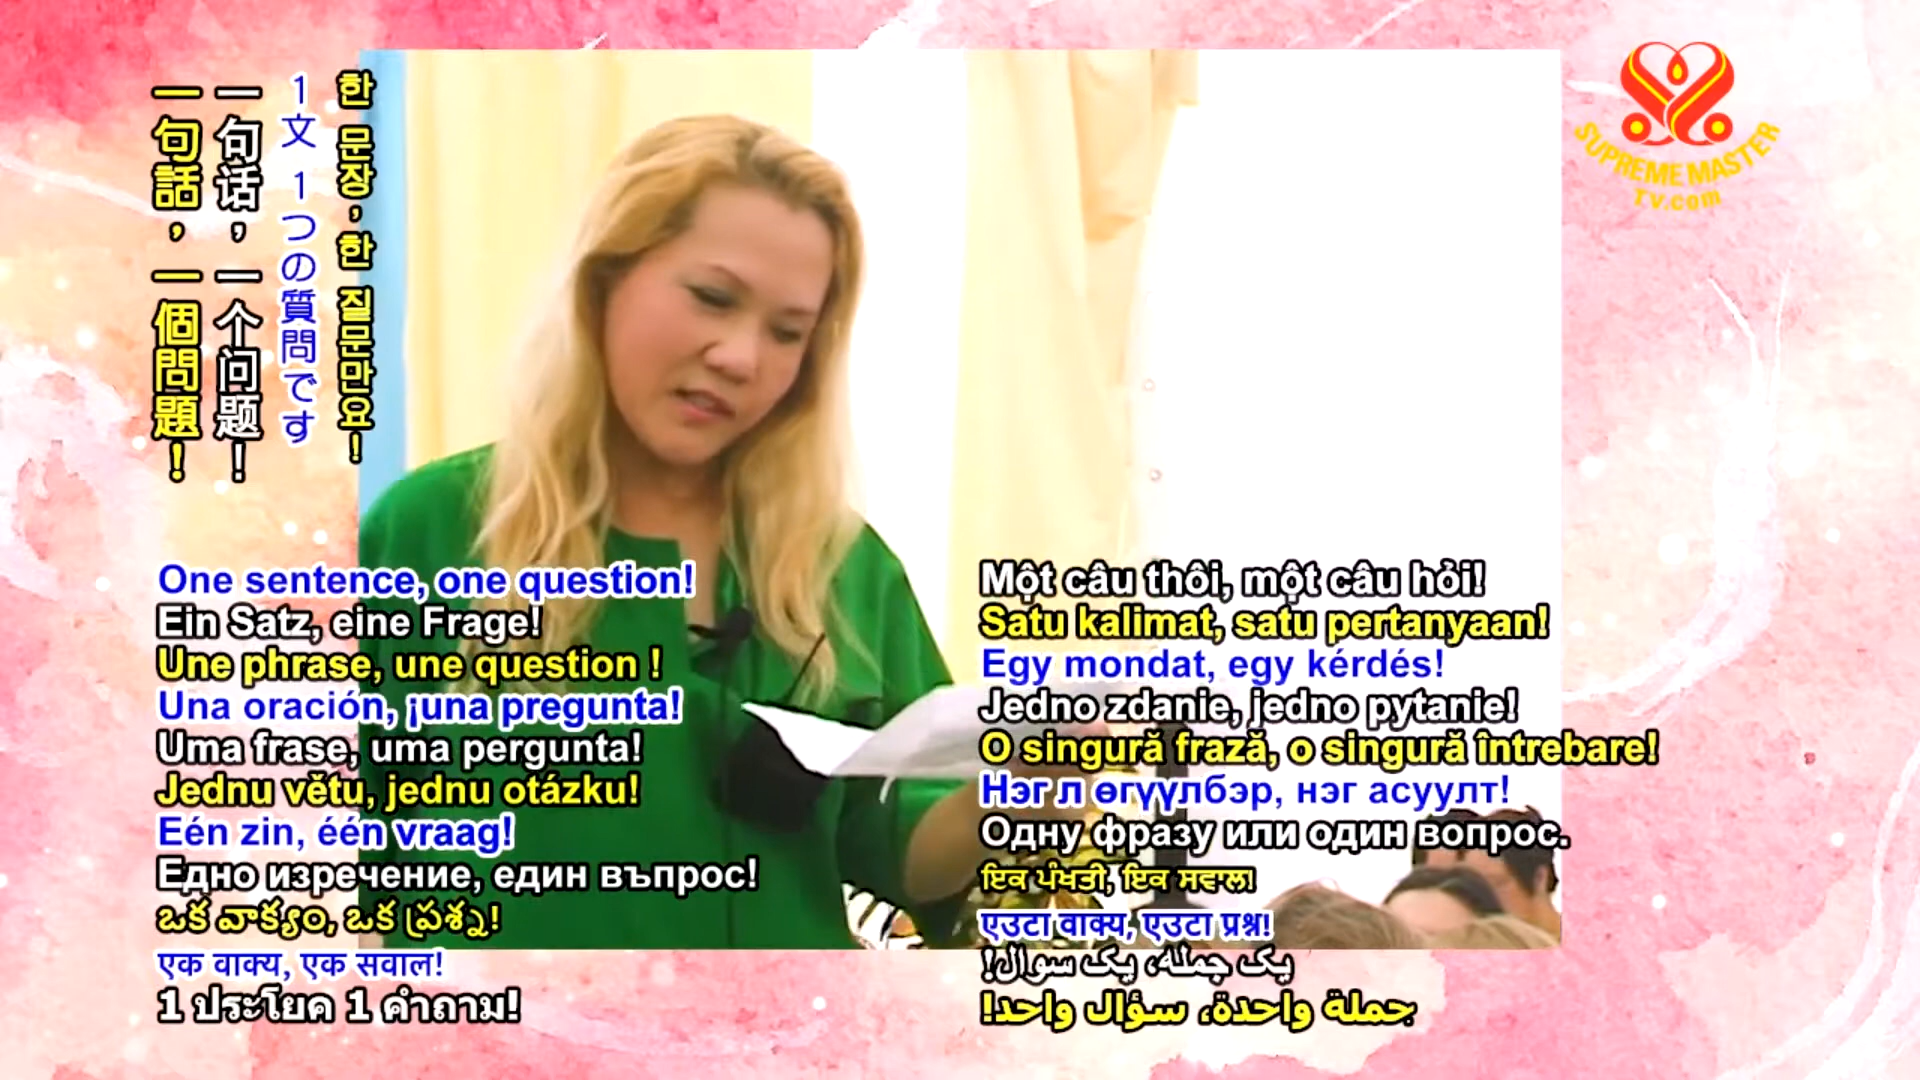 一句話，一個問題！
一句话，一个问题！
1文 1つの質問です
한 문장, 한 질문만요!
SUPREME MASTER
TV.com
One sentence, one question!
Ein Satz, eine Frage!
Une phrase, une question !
Una oración, ¡una pregunta!
Uma frase, uma pergunta!
Jednu větu, jednu otázku!
Eén zin, één vraag!
Едно изречение, един въпрос!
ఒక వాక్యం, ఒక ప్రశ్న!
एक वाक्य, एक सवाल!
1 ประโยค 1 คำถาม!
Một câu thôi, một câu hỏi!
Satu kalimat, satu pertanyaan!
Egy mondat, egy kérdés!
Jedno zdanie, jedno pytanie!
O singură frază, o singură întrebare!
Нэг л өгүүлбэр, нэг асуулт!
Одну фразу или один вопрос.
ਇਕ ਪੰਖਤੀ, ਇਕ ਸਵਾਲ!
एउटा वाक्य, एउटा प्रश्न!
یک جمله، یک سوال!
جملة واحدة، سؤال واحد!